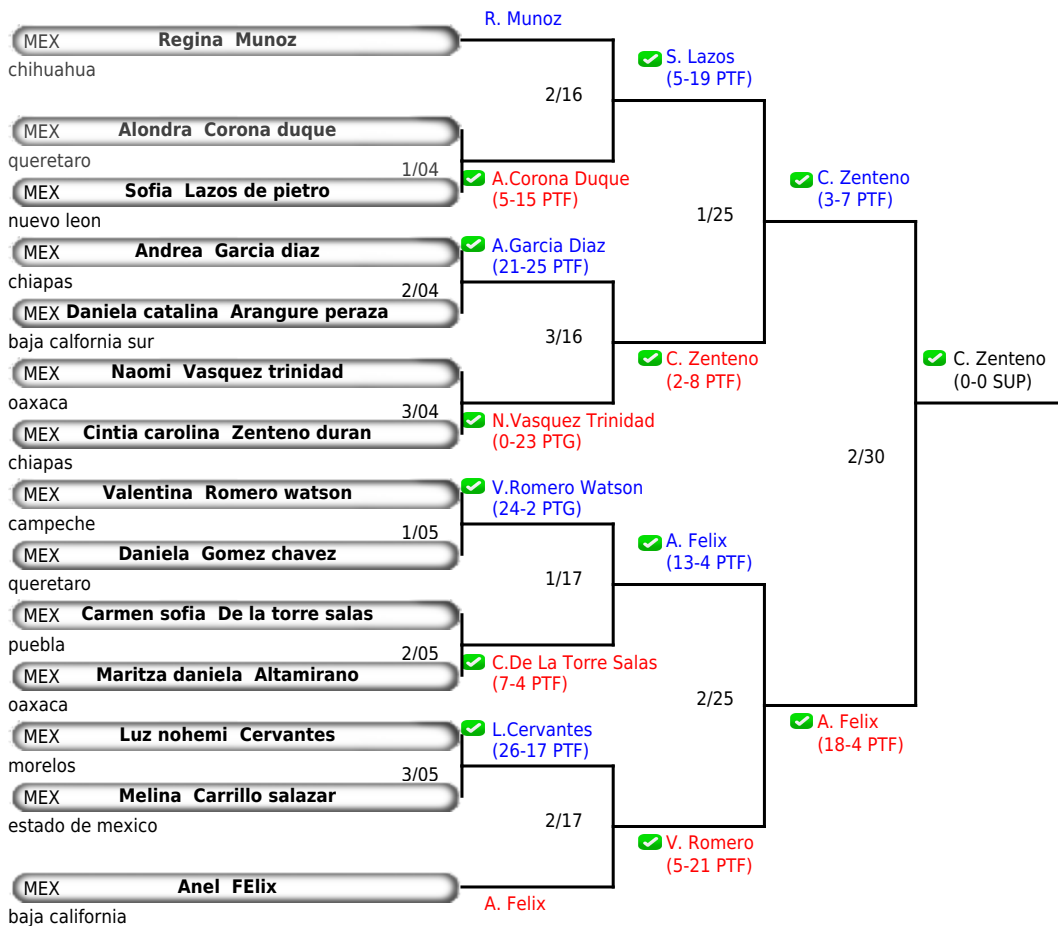 R. Munoz
MEX Regina Munoz
chihuahua
S. Lazos
(5-19 PTF)
2/16
MEX Alondra Corona duque
queretaro
1/04
A.Corona Duque
(5-15 PTF)
MEX Sofia Lazos de pietro
nuevo leon
C. Zenteno
(3-7 PTF)
1/25
MEX Andrea Garcia diaz
chiapas
A.Garcia Diaz
(21-25 PTF)
2/04
MEX Daniela catalina Arangure peraza
baja calfornia sur
3/16
C. Zenteno
(2-8 PTF)
C. Zenteno
(0-0 SUP)
MEX Naomi Vasquez trinidad
oaxaca
3/04
N.Vasquez Trinidad
(0-23 PTG)
MEX Cintia carolina Zenteno duran
chiapas
2/30
MEX Valentina Romero watson
campeche
V.Romero Watson
(24-2 PTG)
1/05
MEX Daniela Gomez chavez
queretaro
A. Felix
(13-4 PTF)
1/17
MEX Carmen sofia De la torre salas
puebla
2/05
C.De La Torre Salas
(7-4 PTF)
MEX Maritza daniela Altamirano
oaxaca
2/25
A. Felix
(18-4 PTF)
MEX Luz nohemi Cervantes
morelos
L.Cervantes
(26-17 PTF)
3/05
MEX Melina Carrillo salazar
estado de mexico
2/17
V. Romero
(5-21 PTF)
MEX Anel FElix
baja california
A. Felix